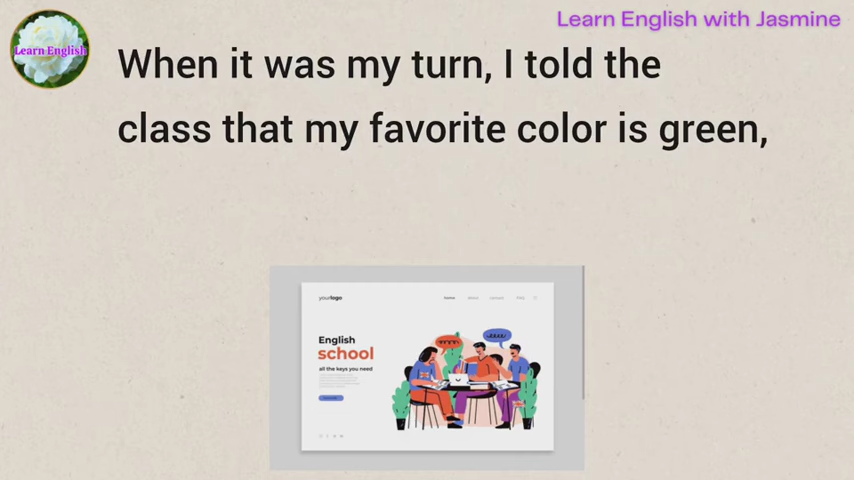 Learn English with Jasmine
Learn English
When it was my turn, I told the
class that my favorite color is green,
yourlogo
home
English
school
all the keys you need